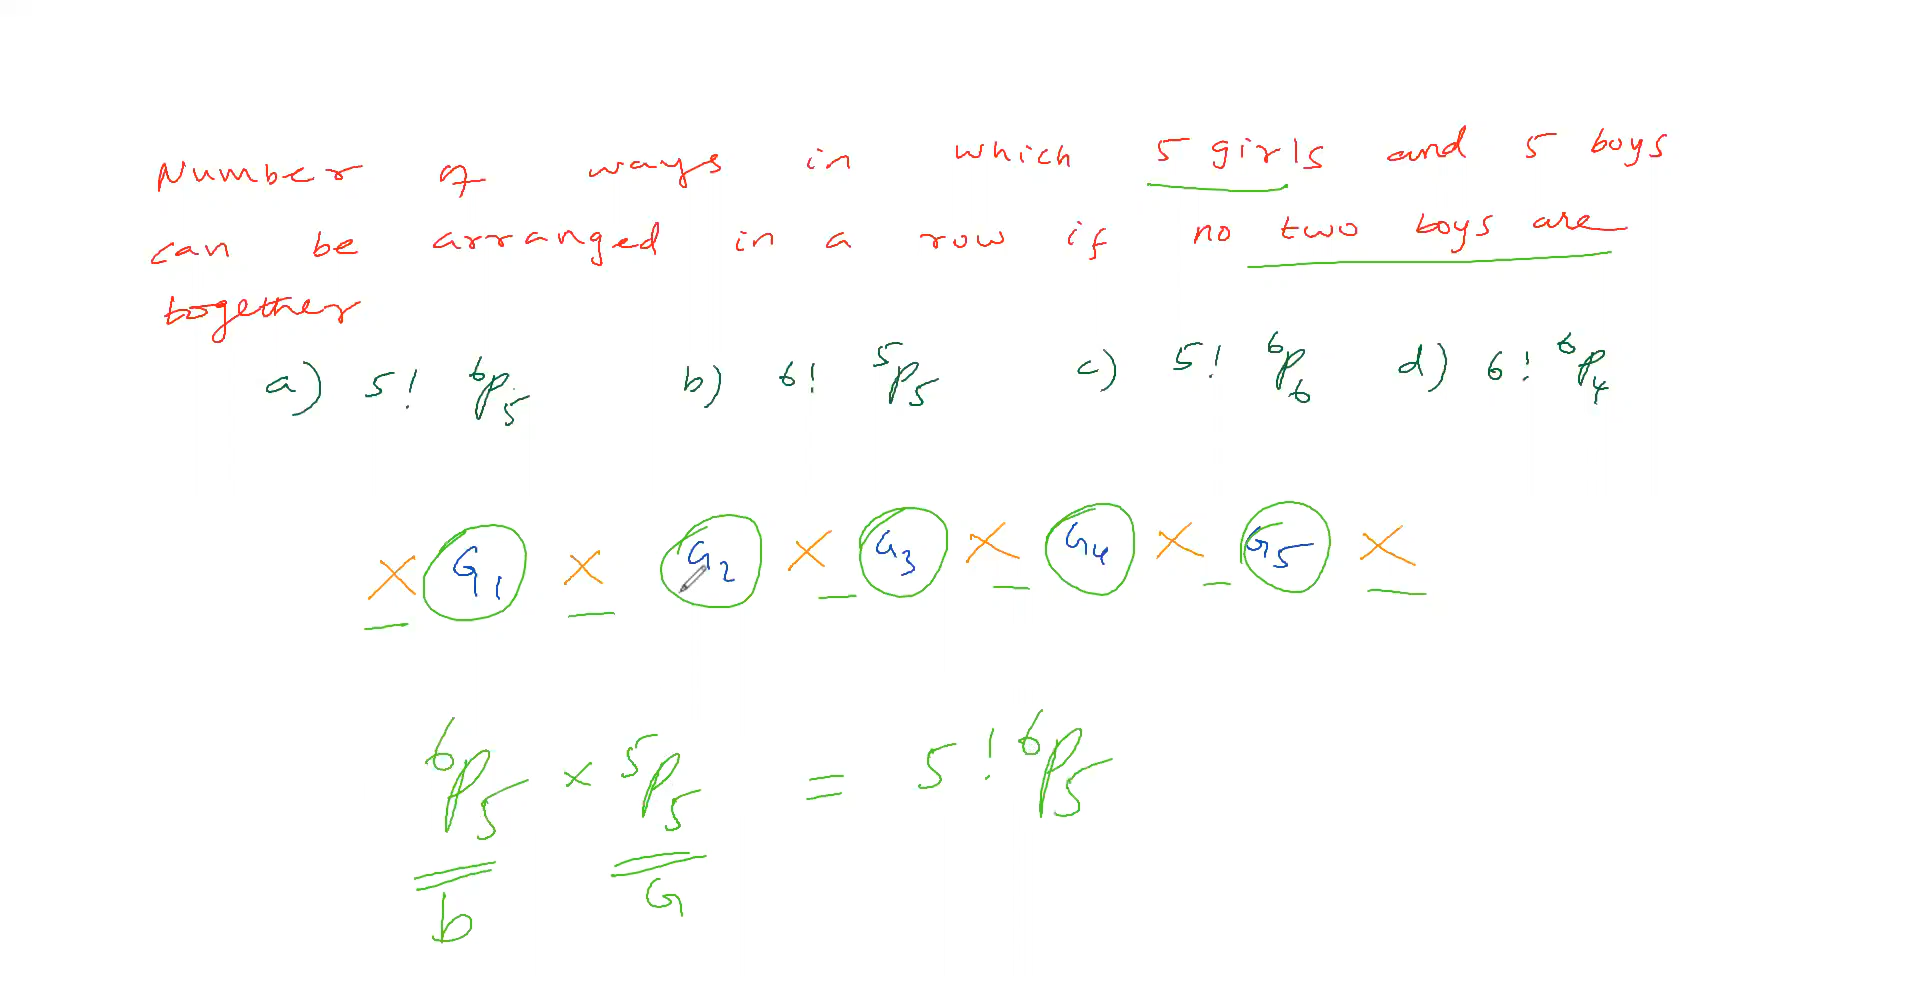 Number of ways in which 5 girls and 5 boys
can be arranged in a row if no two boys are
together
a) 5! ⁶P₅ b) 6! ⁵P₅ c) 5! ⁶P₆ d) 6! ⁶P₄
× G₁ × G₂ × G₃ × G₄ × G₅ ×
⁶P₅ × ⁵P₅ = 5! ⁶P₅
b G